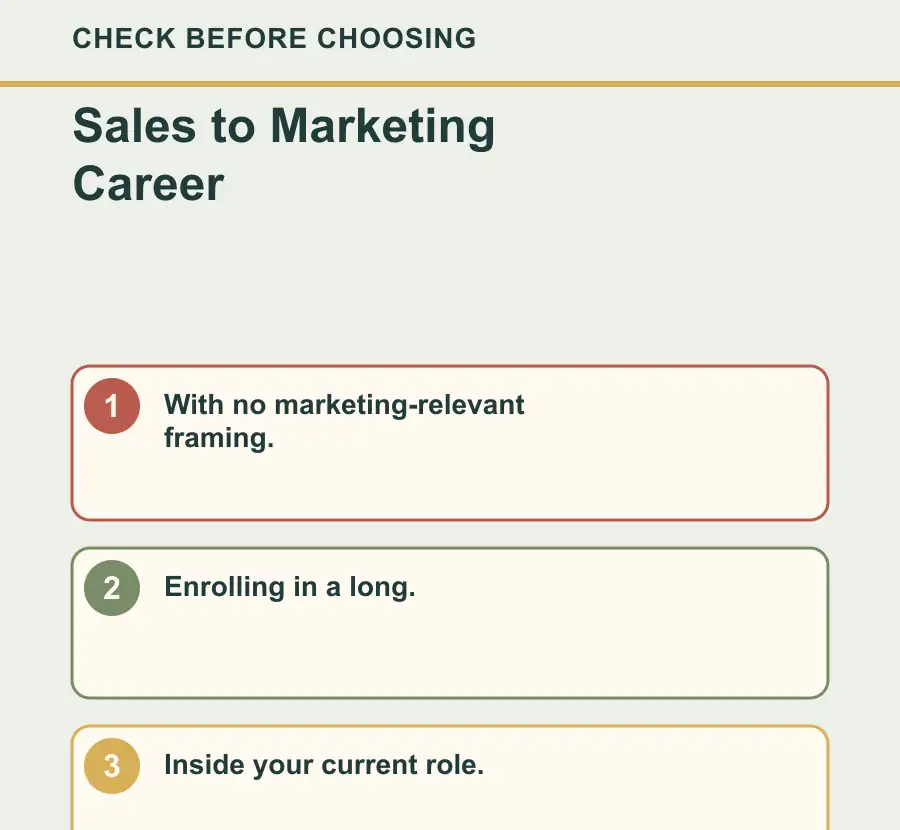 CHECK BEFORE CHOOSING
Sales to Marketing
Career
1
With no marketing-relevant
framing.
2
Enrolling in a long.
3
Inside your current role.